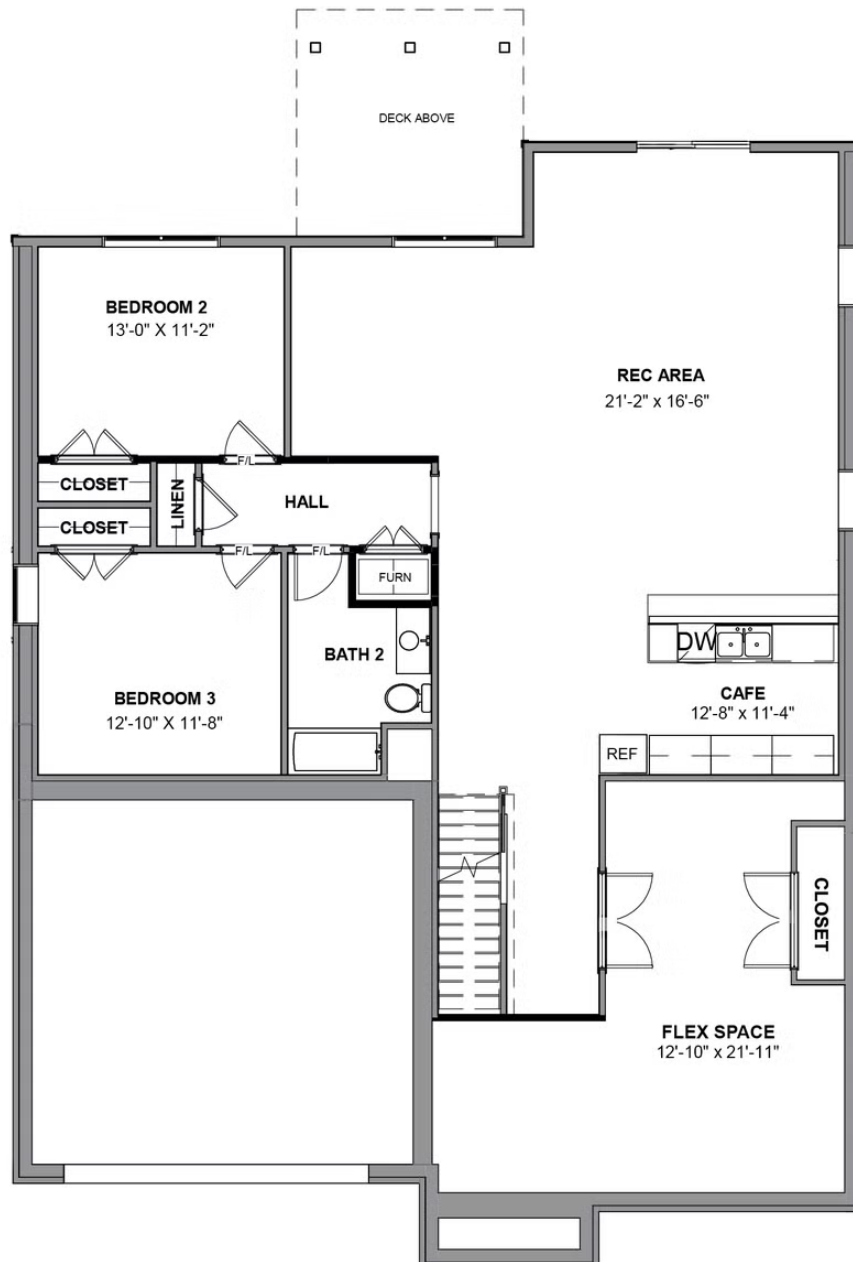 DECK ABOVE
BEDROOM 2
13'-0" X 11'-2"
REC AREA
21'-2" x 16'-6"
F/L
CLOSET
LINEN
HALL
CLOSET
F/L
F/L
FURN
DW
BATH 2
BEDROOM 3
12'-10" X 11'-8"
CAFE
12'-8" x 11'-4"
REF
CLOSET
FLEX SPACE
12'-10" x 21'-11"